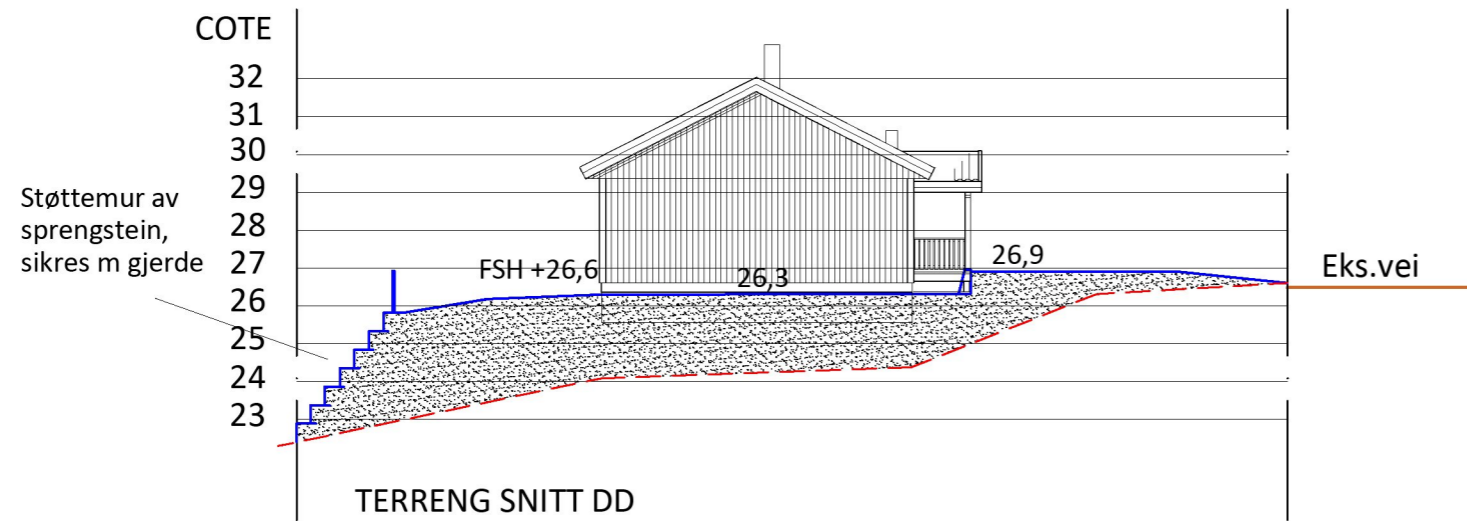 COTE
32
31
30
29
28
27
26
25
24
23
Støttemur av
sprengstein,
sikres m gjerde
FSH +26,6
26,3
26,9
Eks.vei
TERRENG SNITT DD